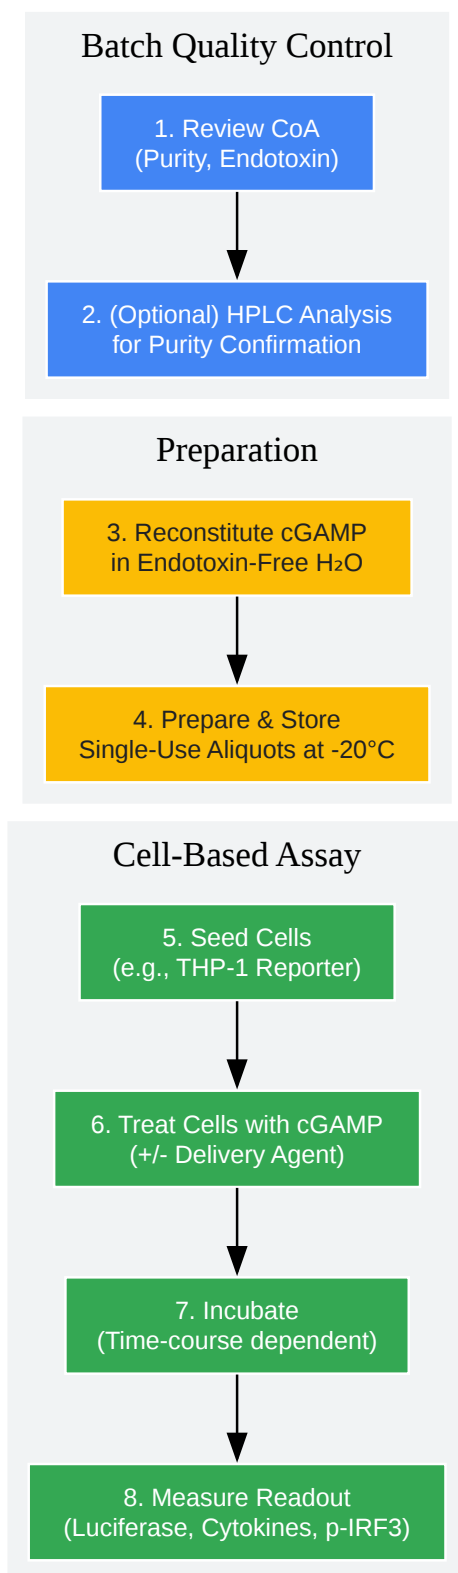 Batch Quality Control
1. Review CoA
(Purity, Endotoxin)
2. (Optional) HPLC Analysis
for Purity Confirmation
Preparation
3. Reconstitute cGAMP
in Endotoxin-Free H₂O
4. Prepare & Store
Single-Use Aliquots at -20°C
Cell-Based Assay
5. Seed Cells
(e.g., THP-1 Reporter)
6. Treat Cells with cGAMP
(+/- Delivery Agent)
7. Incubate
(Time-course dependent)
8. Measure Readout
(Luciferase, Cytokines, p-IRF3)